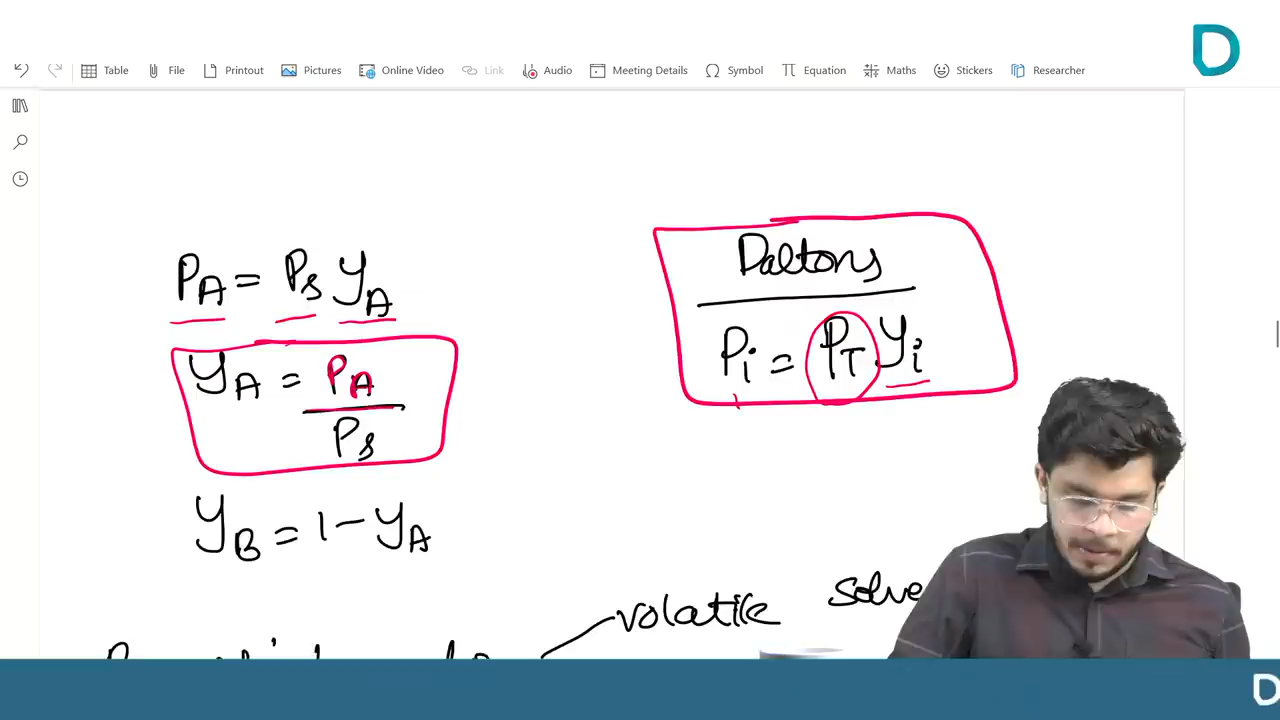 Table File Printout Pictures Online Video Link Audio Meeting Details Symbol Equation Maths Stickers Researcher
D
P_A = P_s y_A
y_A = P_A / P_s
y_B = 1 - y_A
Daltons
P_i = P_T y_i
volatile
D